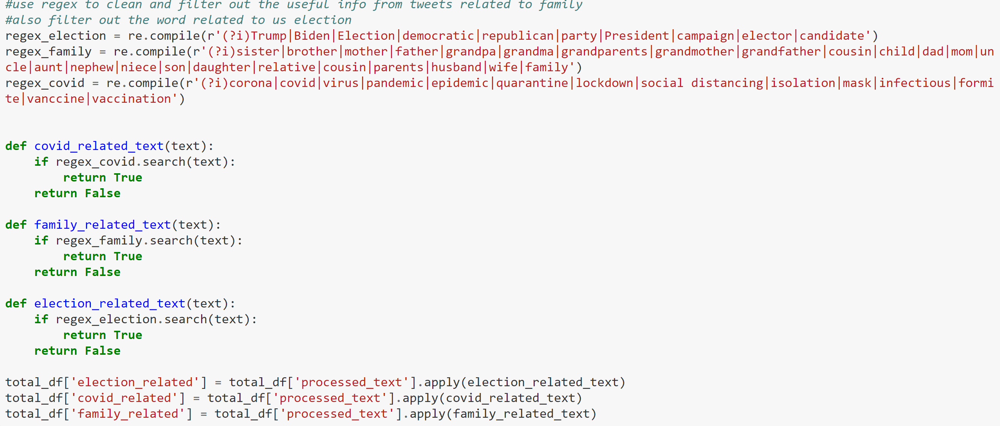 #use regex to clean and filter out the useful info from tweets related to family
#also filter out the word related to us election
regex_election = re.compile(r'(?i)Trump|Biden|Election|democratic|republican|party|President|campaign|elector|candidate')
regex_family = re.compile(r'(?i)sister|brother|mother|father|grandpa|grandma|grandparents|grandmother|grandfather|cousin|child|dad|mom|un
cle|aunt|nephew|niece|son|daughter|relative|cousin|parents|husband|wife|family')
regex_covid = re.compile(r'(?i)corona|covid|virus|pandemic|epidemic|quarantine|lockdown|social distancing|isolation|mask|infectious|formi
te|vanccine|vaccination')
def covid_related_text(text):
    if regex_covid.search(text):
        return True
    return False
def family_related_text(text):
    if regex_family.search(text):
        return True
    return False
def election_related_text(text):
    if regex_election.search(text):
        return True
    return False
total_df['election_related'] = total_df['processed_text'].apply(election_related_text)
total_df['covid_related'] = total_df['processed_text'].apply(covid_related_text)
total_df['family_related'] = total_df['processed_text'].apply(family_related_text)